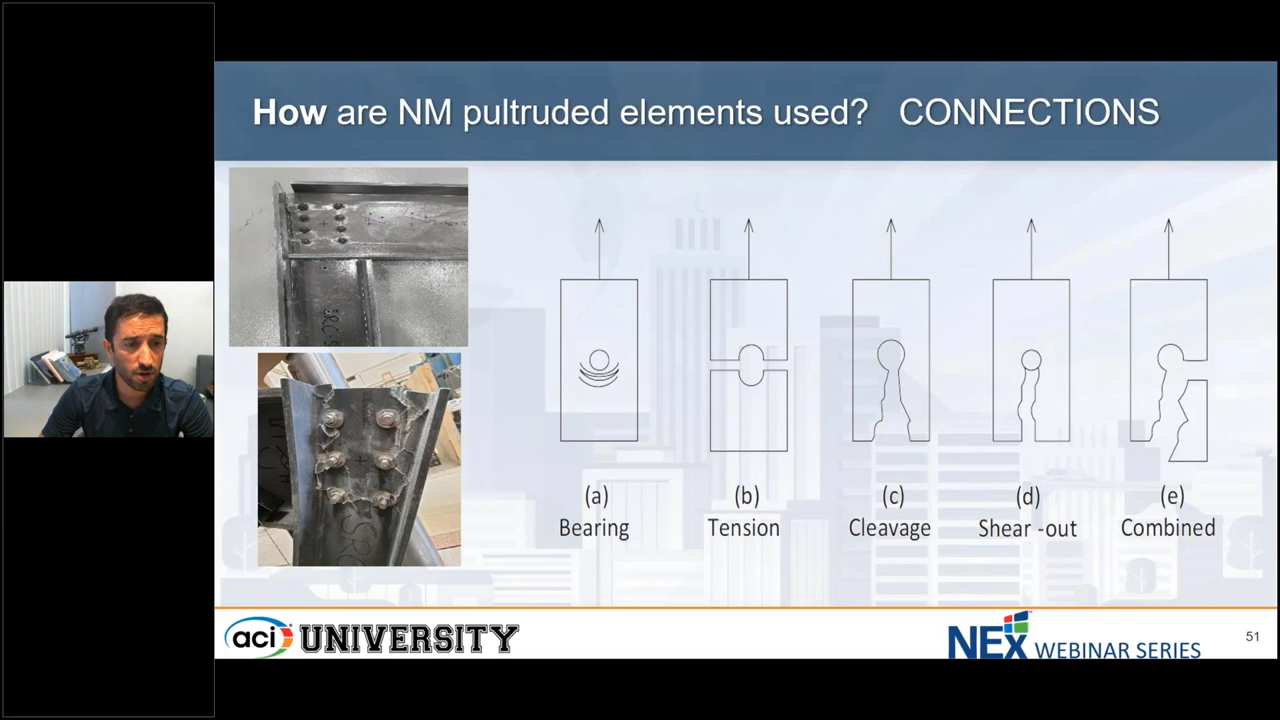 How are NM pultruded elements used? CONNECTIONS
(a)
Bearing
(b)
Tension
(c)
Cleavage
(d)
Shear -out
(e)
Combined
aci UNIVERSITY
NEx WEBINAR SERIES
51